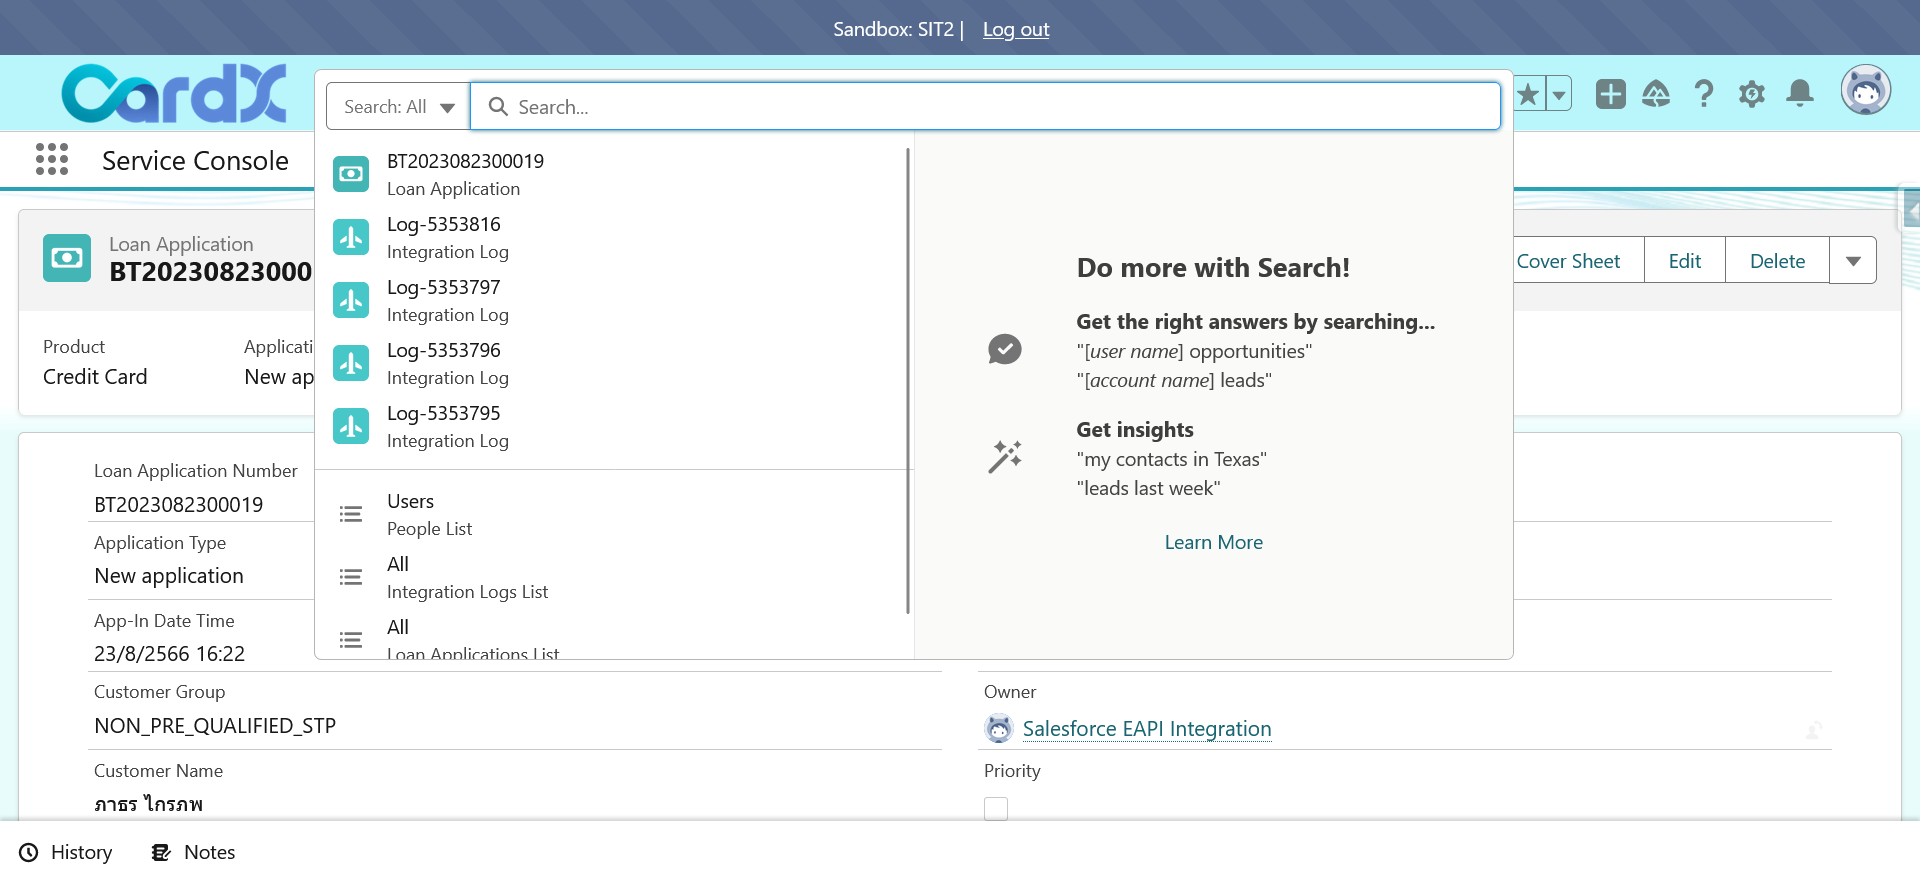 Sandbox: SIT2 | Log out
CardX
Search: All
Search...
Service Console
BT2023082300019
Loan Application
Log-5353816
Integration Log
Log-5353797
Integration Log
Log-5353796
Integration Log
Log-5353795
Integration Log
Users
People List
All
Integration Logs List
All
Loan Applications List
Do more with Search!
Get the right answers by searching...
"[user name] opportunities"
"[account name] leads"
Get insights
"my contacts in Texas"
"leads last week"
Learn More
Loan Application
BT20230823000
Cover Sheet
Edit
Delete
Product
Credit Card
Applicati
New ap
Loan Application Number
BT2023082300019
Application Type
New application
App-In Date Time
23/8/2566 16:22
Customer Group
NON_PRE_QUALIFIED_STP
Owner
Salesforce EAPI Integration
Customer Name
ภาธร ไกรภพ
Priority
History
Notes